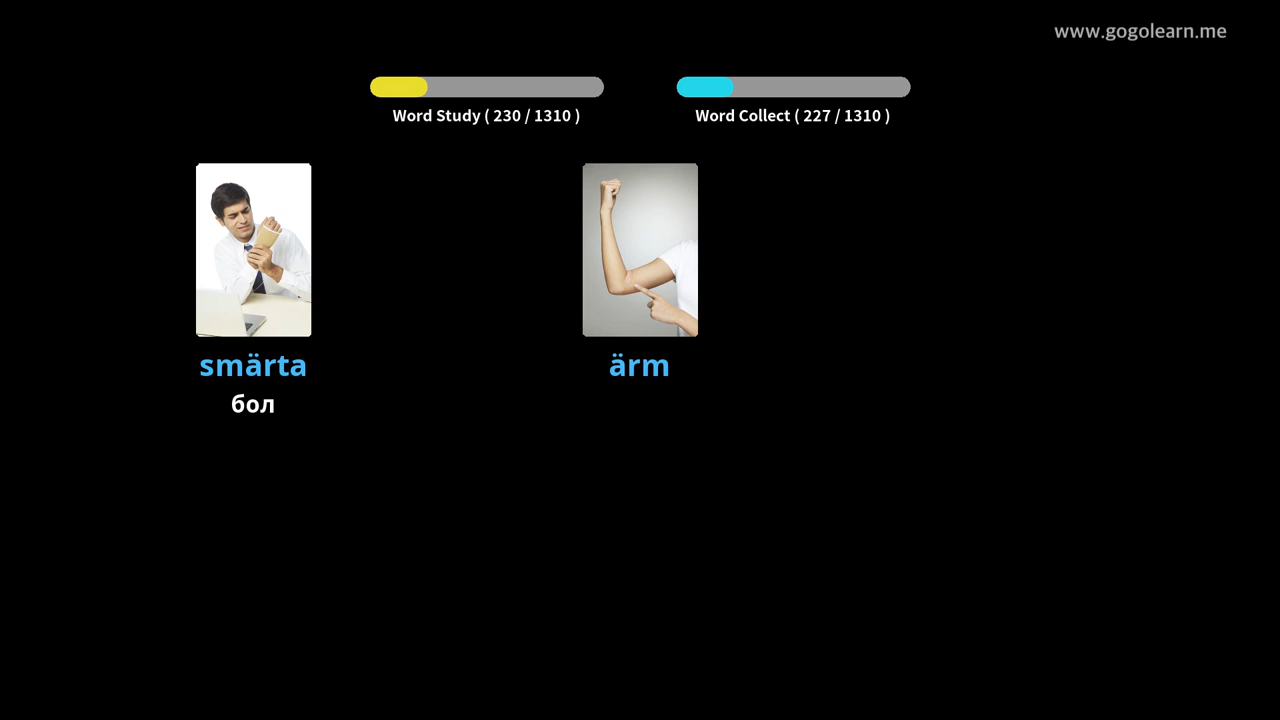 www.gogolearn.me
Word Study ( 230 / 1310 )
Word Collect ( 227 / 1310 )
smärta
ärm
бол